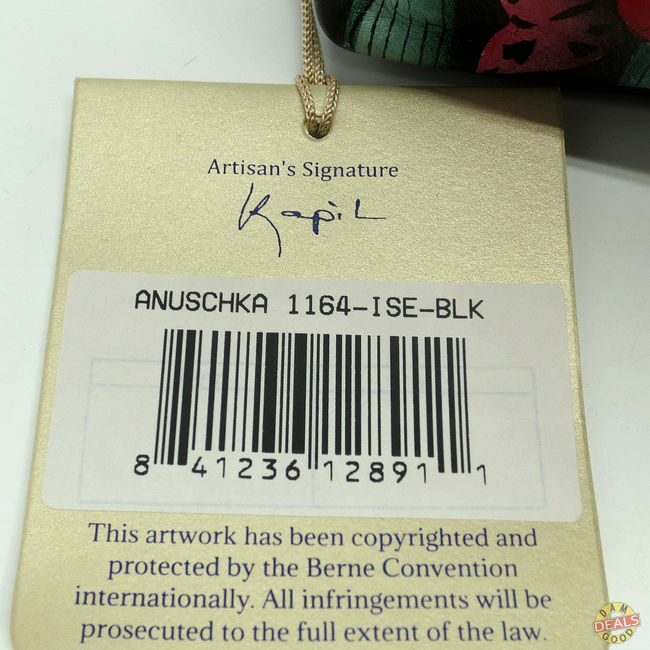 Artisan's Signature
Kapil
ANUSCHKA 1164-ISE-BLK
8 41236 12891 1
This artwork has been copyrighted and
protected by the Berne Convention
internationally. All infringements will be
prosecuted to the full extent of the law.
DAM
DEALS
GOOD